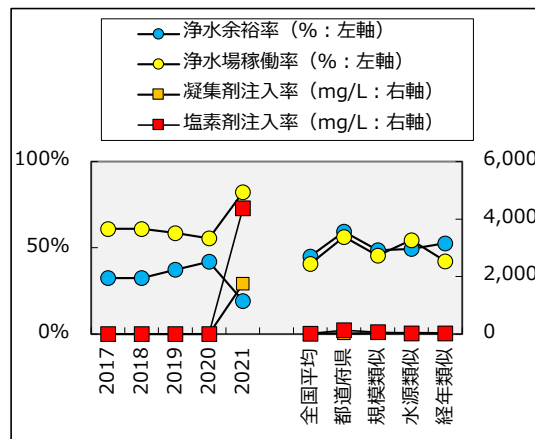 浄水余裕率（%：左軸）
浄水場稼働率（%：左軸）
凝集剤注入率（mg/L：右軸）
塩素剤注入率（mg/L：右軸）
100%
50%
0%
6,000
4,000
2,000
0
2017
2018
2019
2020
2021
全国平均
都道府県
規模類似
水源類似
経年類似